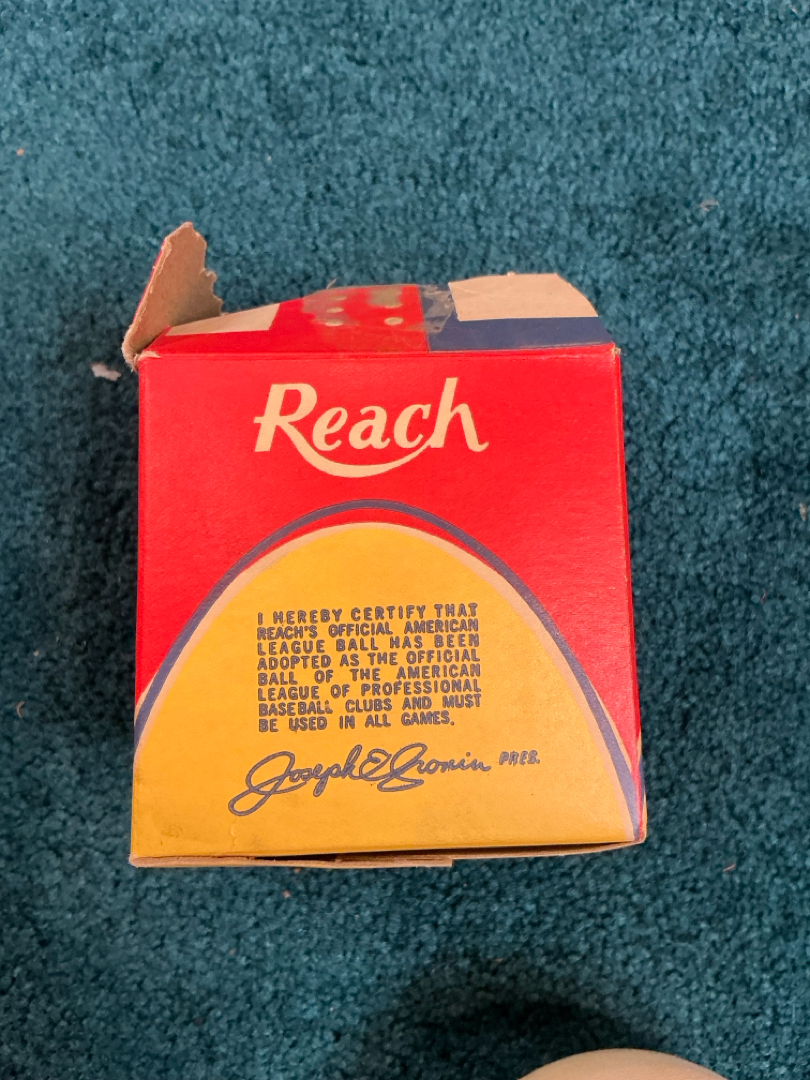 Reach
I HEREBY CERTIFY THAT
REACH'S OFFICIAL AMERICAN
LEAGUE BALL HAS BEEN
ADOPTED AS THE OFFICIAL
BALL OF THE AMERICAN
LEAGUE OF PROFESSIONAL
BASEBALL CLUBS AND MUST
BE USED IN ALL GAMES.
Joseph E Cronin PRES.